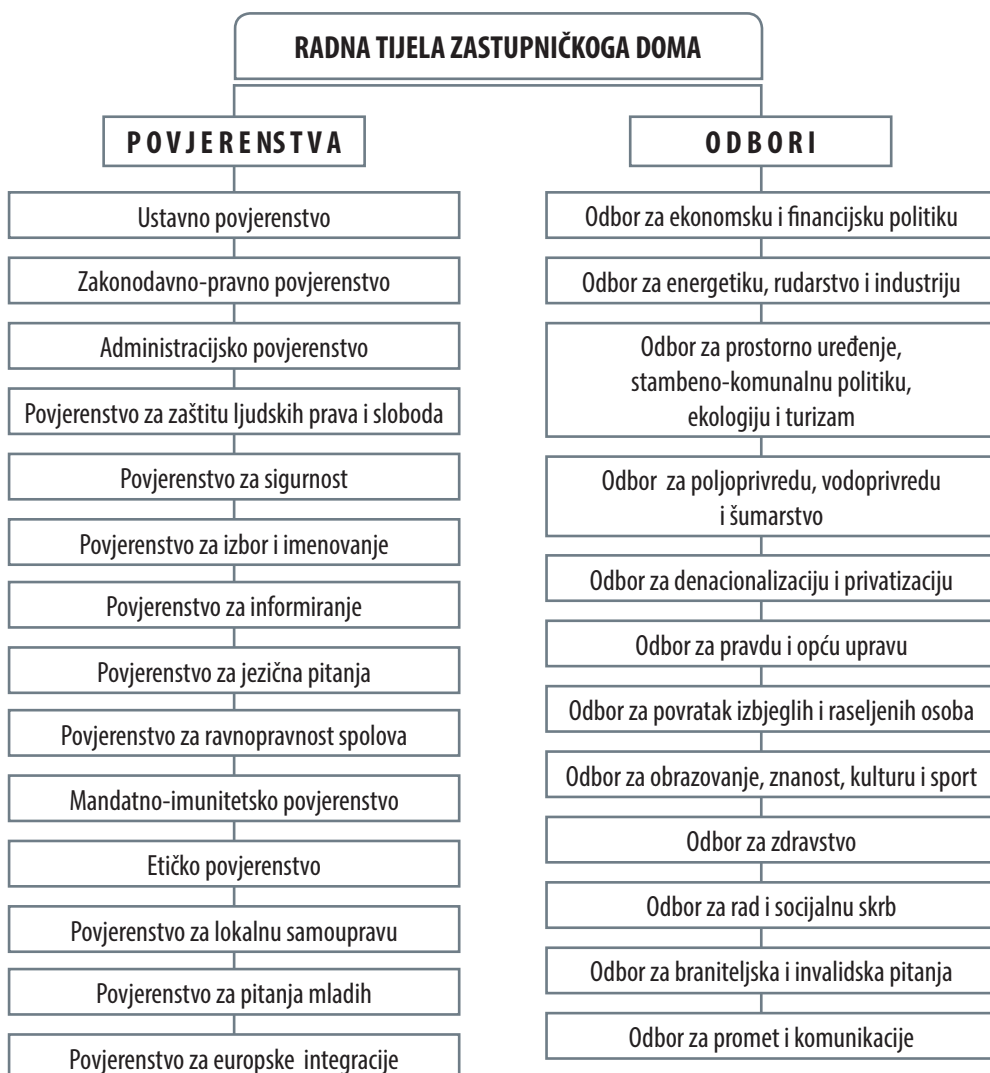 RADNA TIJELA ZASTUPNIČKOGA DOMA
POVJERENSTVA
Ustavno povjerenstvo
Zakonodavno-pravno povjerenstvo
Administracijsko povjerenstvo
Povjerenstvo za zaštitu ljudskih prava i sloboda
Povjerenstvo za sigurnost
Povjerenstvo za izbor i imenovanje
Povjerenstvo za informiranje
Povjerenstvo za jezična pitanja
Povjerenstvo za ravnopravnost spolova
Mandatno-imunitetsko povjerenstvo
Etičko povjerenstvo
Povjerenstvo za lokalnu samoupravu
Povjerenstvo za pitanja mladih
Povjerenstvo za europske integracije
ODBORI
Odbor za ekonomsku i financijsku politiku
Odbor za energetiku, rudarstvo i industriju
Odbor za prostorno uređenje,
stambeno-komunalnu politiku,
ekologiju i turizam
Odbor za poljoprivredu, vodoprivredu
i šumarstvo
Odbor za denacionalizaciju i privatizaciju
Odbor za pravdu i opću upravu
Odbor za povratak izbjeglih i raseljenih osoba
Odbor za obrazovanje, znanost, kulturu i sport
Odbor za zdravstvo
Odbor za rad i socijalnu skrb
Odbor za braniteljska i invalidska pitanja
Odbor za promet i komunikacije